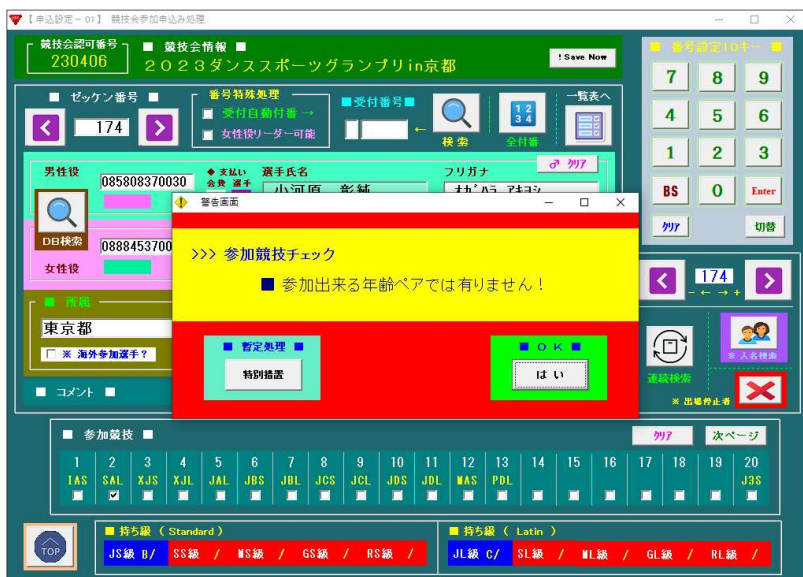 【申込設定－01】 競技会参加申込み処理
競技会認可番号
230406
■ 競技会情報 ■
2023ダンススポーツグランプリin京都
!Save Now
■ 番号設定10キー ■
7 8 9
4 5 6
1 2 3
BS 0 Enter
クリア 切替
■ ゼッケン番号 ■
174
番号特殊処理
■ 受付自動付番 →
■ 女性役リーダー可能
■受付番号■
←
検索
1 2
3 4
全付番
一覧表へ
男性役
085808370030
◆ 支払い
会費 選手
選手氏名
フリガナ
♂ クリア
小河原 彰純
DB検索
0888453700
女性役
警告画面
>>> 参加競技チェック
■ 参加出来る年齢ペアでは有りません！
■ 暫定処理 ■
特別措置
■ OK ■
はい
174
- ← → +
■ 所属
東京都
※ 海外参加選手？
■ コメント ■
連続検索
※ 人名検索
※ 出場停止者
■ 参加競技 ■
クリア
次ページ
1 2 3 4 5 6 7 8 9 10 11 12 13 14 15 16 17 18 19 20
IAS SAL XJS XJL JAL JBS JBL JCS JCL JDS JDL WAS PDL J3S
TOP
■ 持ち級 （ Standard ）
JS級 B/ SS級 / MS級 / GS級 / RS級 /
■ 持ち級 （ Latin ）
JL級 C/ SL級 / ML級 / GL級 / RL級 /